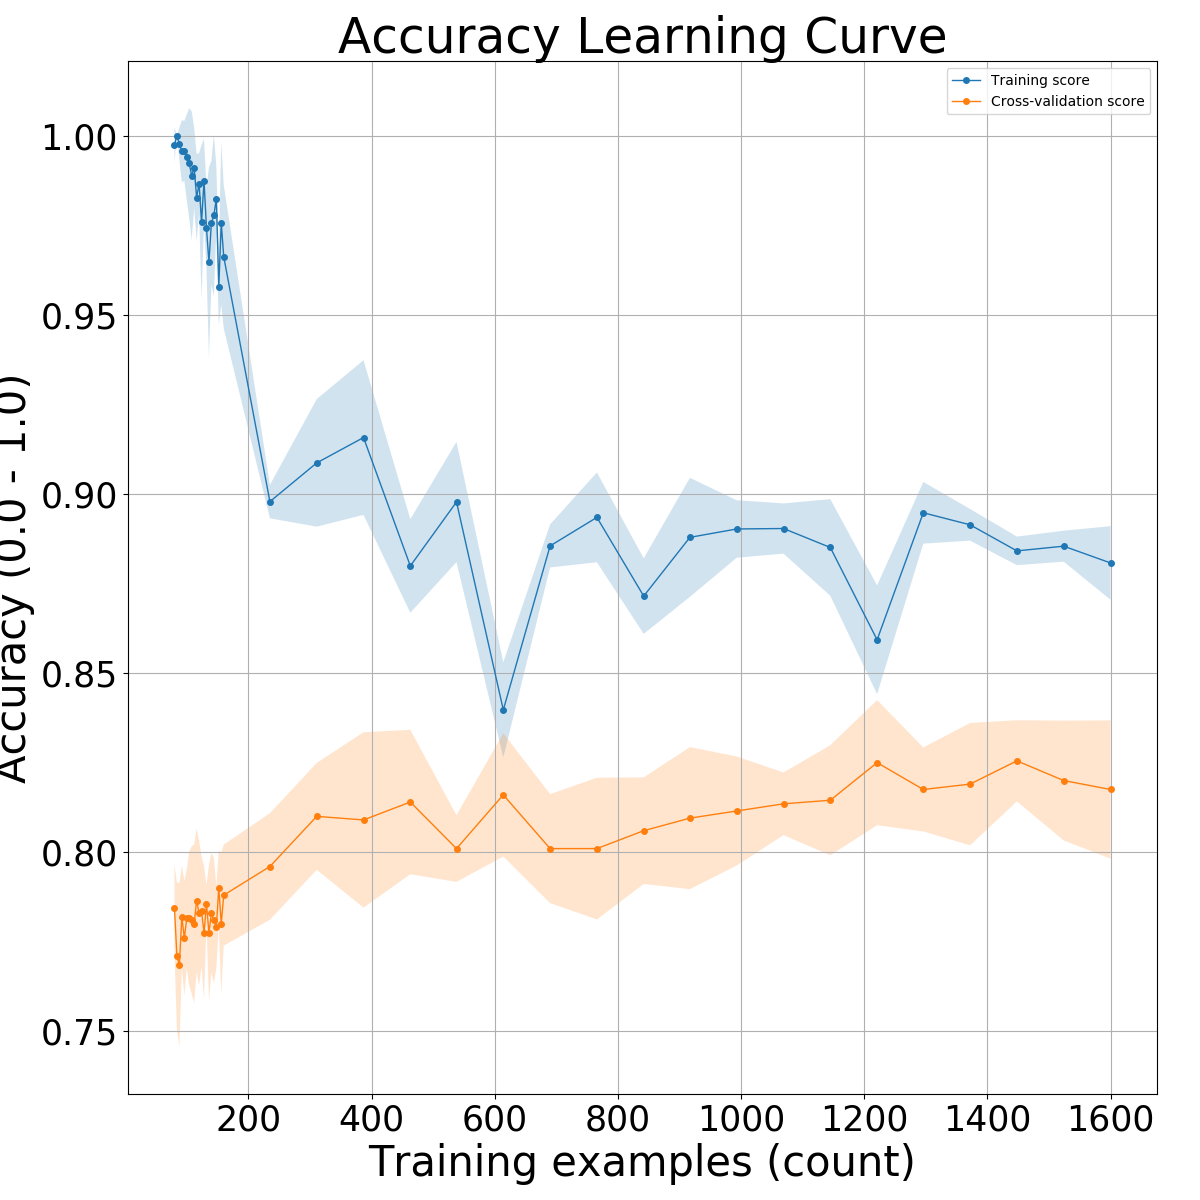 Accuracy Learning Curve
Training score
Cross-validation score
1.00
0.95
0.90
0.85
0.80
0.75
Accuracy (0.0 - 1.0)
200 400 600 800 1000 1200 1400 1600
Training examples (count)